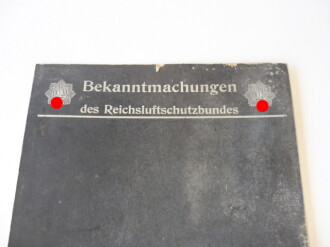 Bekanntmachungen
des Reichsluftschutzbundes